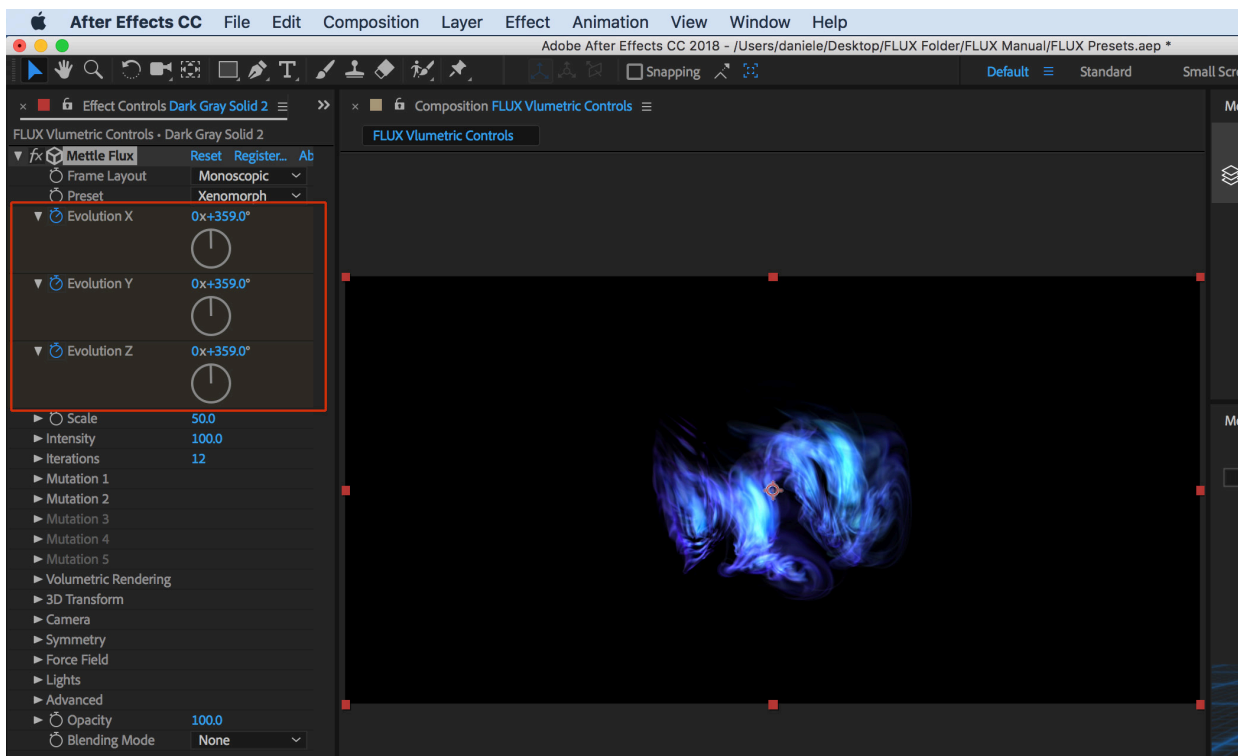 After Effects CC File Edit Composition Layer Effect Animation View Window Help
Adobe After Effects CC 2018 - /Users/daniele/Desktop/FLUX Folder/FLUX Manual/FLUX Presets.aep *
Snapping Default Standard Small Scre
Effect Controls Dark Gray Solid 2
Composition FLUX Vlumetric Controls
FLUX Vlumetric Controls • Dark Gray Solid 2
FLUX Vlumetric Controls
fx Mettle Flux Reset Register... Ab
Frame Layout Monoscopic
Preset Xenomorph
Evolution X 0x+359.0°
Evolution Y 0x+359.0°
Evolution Z 0x+359.0°
Scale 50.0
Intensity 100.0
Iterations 12
Mutation 1
Mutation 2
Mutation 3
Mutation 4
Mutation 5
Volumetric Rendering
3D Transform
Camera
Symmetry
Force Field
Lights
Advanced
Opacity 100.0
Blending Mode None